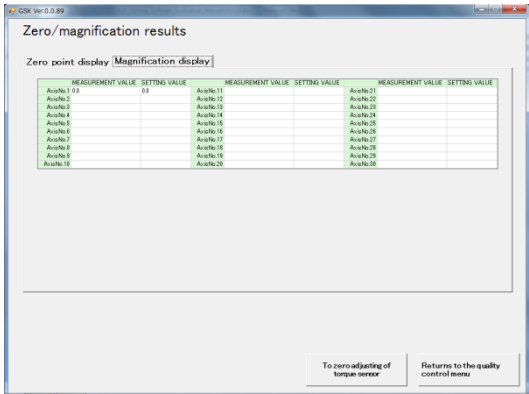 GSK Ver:0.0.89
Zero/magnification results
Zero point display Magnification display
MEASUREMENT VALUE SETTING VALUE MEASUREMENT VALUE SETTING VALUE MEASUREMENT VALUE SETTING VALUE
AxisNo.1 0.0 0.0 AxisNo.11 AxisNo.21
AxisNo.2 AxisNo.12 AxisNo.22
AxisNo.3 AxisNo.13 AxisNo.23
AxisNo.4 AxisNo.14 AxisNo.24
AxisNo.5 AxisNo.15 AxisNo.25
AxisNo.6 AxisNo.16 AxisNo.26
AxisNo.7 AxisNo.17 AxisNo.27
AxisNo.8 AxisNo.18 AxisNo.28
AxisNo.9 AxisNo.19 AxisNo.29
AxisNo.10 AxisNo.20 AxisNo.30
To zero adjusting of
torque sensor
Returns to the quality
control menu